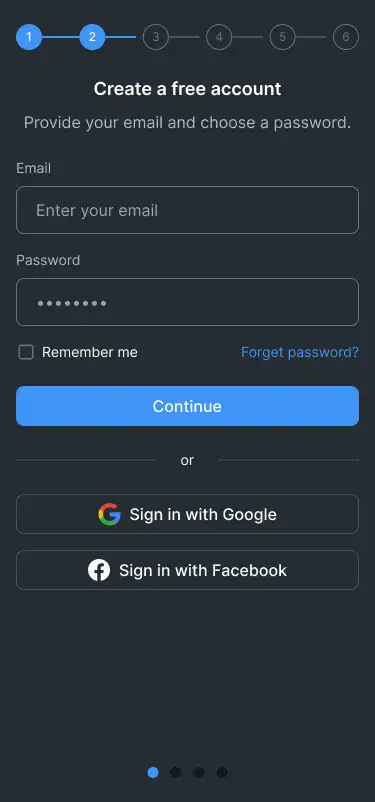 1 2 3 4 5 6
Create a free account
Provide your email and choose a password.
Email
Enter your email
Password
Remember me Forget password?
Continue
or
Sign in with Google
Sign in with Facebook